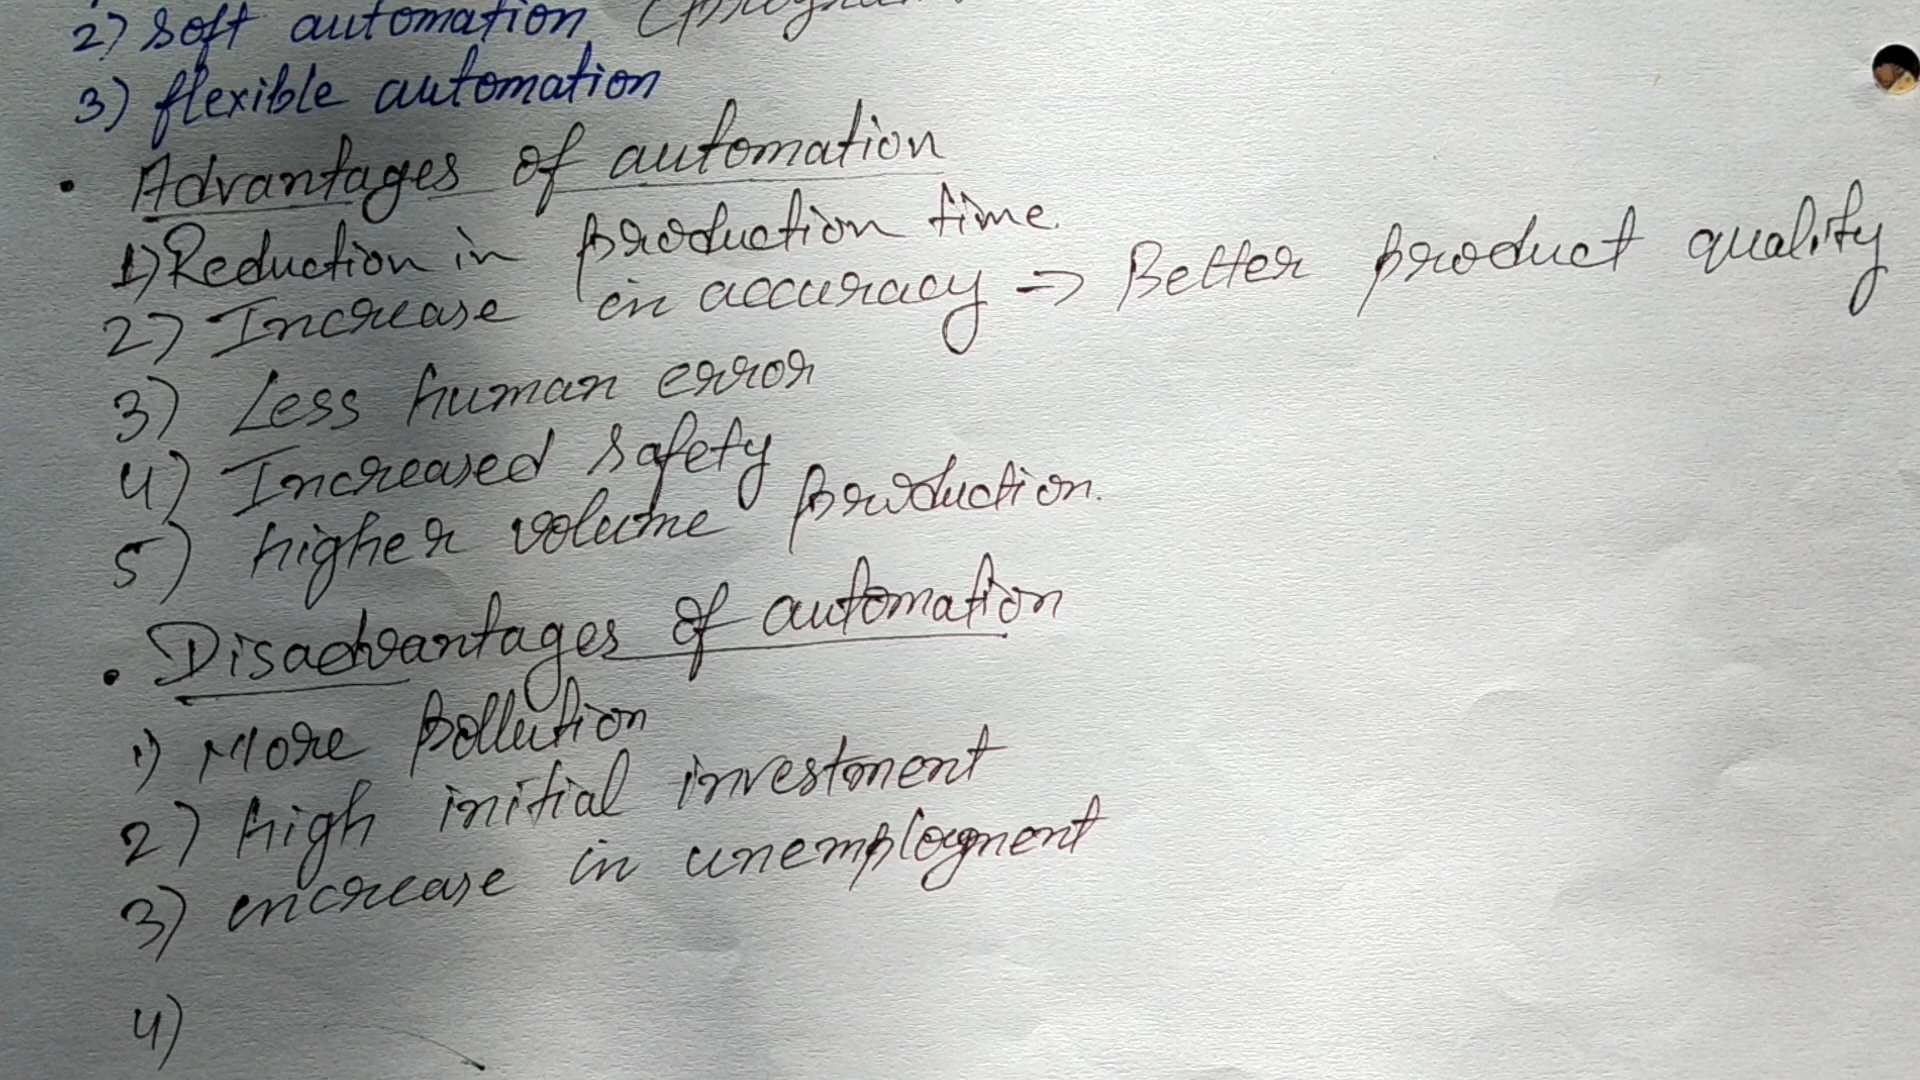 2) Soft automation
3) flexible automation
• Advantages of automation
1) Reduction in production time.
2) Increase in accuracy → Better product quality
3) Less human error
4) Increased safety
5) higher volume production.
• Disadvantages of automation
1) More pollution
2) high initial investment
3) increase in unemployment
4)